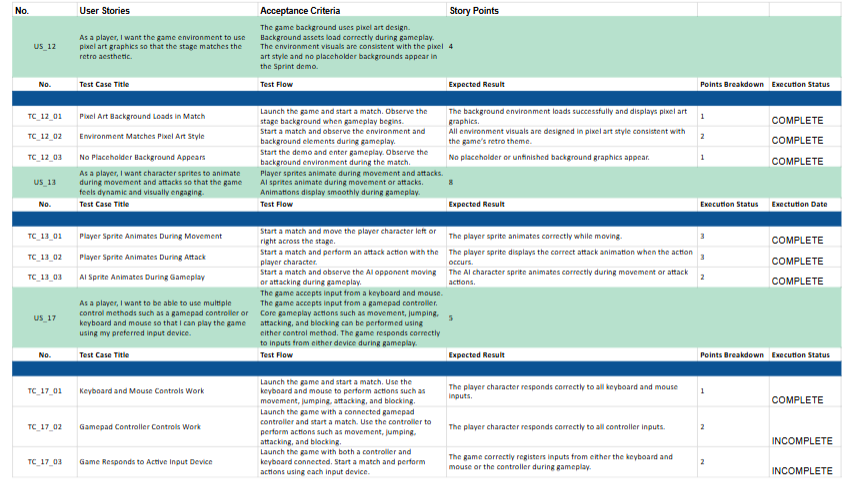 No. User Stories Acceptance Criteria Story Points
US_12
As a player, I want the game environment to use
pixel art graphics so that the stage matches the
retro aesthetic.
The game background uses pixel art design.
Background assets load correctly during gameplay.
The environment visuals are consistent with the pixel
art style and no placeholder backgrounds appear in
the Sprint demo.
4
No. Test Case Title Test Flow Expected Result Points Breakdown Execution Status
TC_12_01
Pixel Art Background Loads in Match
Launch the game and start a match. Observe the
stage background when gameplay begins.
The background environment loads successfully and displays pixel art
graphics.
1
COMPLETE
TC_12_02
Environment Matches Pixel Art Style
Start a match and observe the environment and
background elements during gameplay.
All environment visuals are designed in pixel art style consistent with
the game's retro theme.
2
COMPLETE
TC_12_03
No Placeholder Background Appears
Start the demo and enter gameplay. Observe the
background environment during the match.
No placeholder or unfinished background graphics appear.
1
COMPLETE
US_13
As a player, I want character sprites to animate
during movement and attacks so that the game
feels dynamic and visually engaging.
Player sprites animate during movement and attacks.
AI sprites animate during movement or attacks.
Animations display smoothly during gameplay.
8
No. Test Case Title Test Flow Expected Result Execution Status Exectution Date
TC_13_01
Player Sprite Animates During Movement
Start a match and move the player character left or
right across the stage.
The player sprite animates correctly while moving.
3
COMPLETE
TC_13_02
Player Sprite Animates During Attack
Start a match and perform an attack action with the
player character.
The player sprite displays the correct attack animation when the action
occurs.
3
COMPLETE
TC_13_03
AI Sprite Animates During Gameplay
Start a match and observe the AI opponent moving
or attacking during gameplay.
The AI character sprite animates correctly during movement or attack
actions.
2
COMPLETE
US_17
As a player, I want to be able to use multiple
control methods such as a gamepad controller or
keyboard and mouse so that I can play the game
using my preferred input device.
The game accepts input from a keyboard and mouse.
The game accepts input from a gamepad controller.
Core gameplay actions such as movement, jumping,
attacking, and blocking can be performed using
either control method. The game responds correctly
to inputs from either device during gameplay.
5
No. Test Case Title Test Flow Expected Result Points Breakdown Execution Status
TC_17_01
Keyboard and Mouse Controls Work
Launch the game and start a match. Use the
keyboard and mouse to perform actions such as
movement, jumping, attacking, and blocking.
The player character responds correctly to all keyboard and mouse
inputs.
1
COMPLETE
TC_17_02
Gamepad Controller Controls Work
Launch the game with a connected gamepad
controller and start a match. Use the controller to
perform actions such as movement, jumping,
attacking, and blocking.
The player character responds correctly to all controller inputs.
2
INCOMPLETE
TC_17_03
Game Responds to Active Input Device
Launch the game with both a controller and
keyboard connected. Start a match and perform
actions using each input device.
The game correctly registers inputs from either the keyboard and
mouse or the controller during gameplay.
2
INCOMPLETE